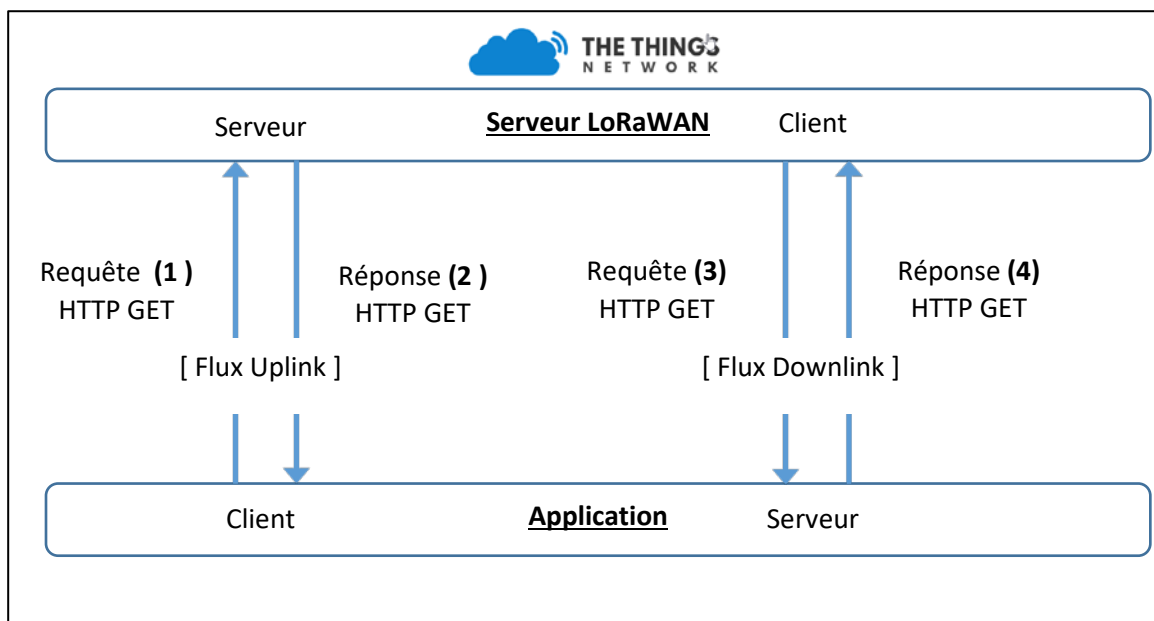 THE THINGS
NETWORK
Serveur Serveur LoRaWAN Client
Requête (1 )
HTTP GET
Réponse (2 )
HTTP GET
Requête (3)
HTTP GET
Réponse (4)
HTTP GET
[ Flux Uplink ]
[ Flux Downlink ]
Client Application Serveur